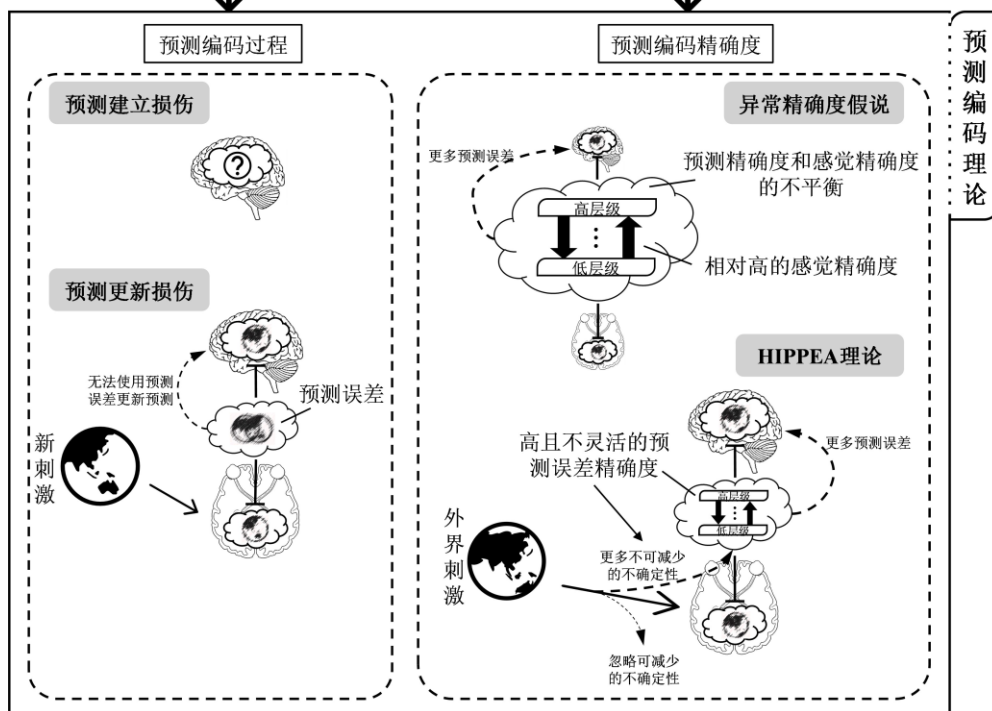 预测编码过程
预测建立损伤
?
预测更新损伤
无法使用预测
误差更新预测
预测误差
新刺激
预测编码精确度
异常精确度假说
更多预测误差
预测精确度和感觉精确度
的不平衡
高层级
低层级
相对高的感觉精确度
HIPPEA理论
更多预测误差
高且不灵活的预
测误差精确度
高层级
低层级
外界刺激
更多不可减少
的不确定性
忽略可减少
的不确定性
预测编码理论